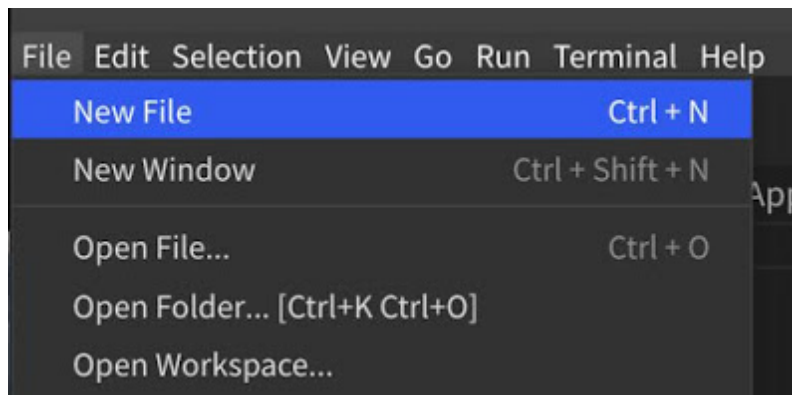 File Edit Selection View Go Run Terminal Help
New File Ctrl + N
New Window Ctrl + Shift + N
Open File... Ctrl + O
Open Folder... [Ctrl+K Ctrl+O]
Open Workspace...